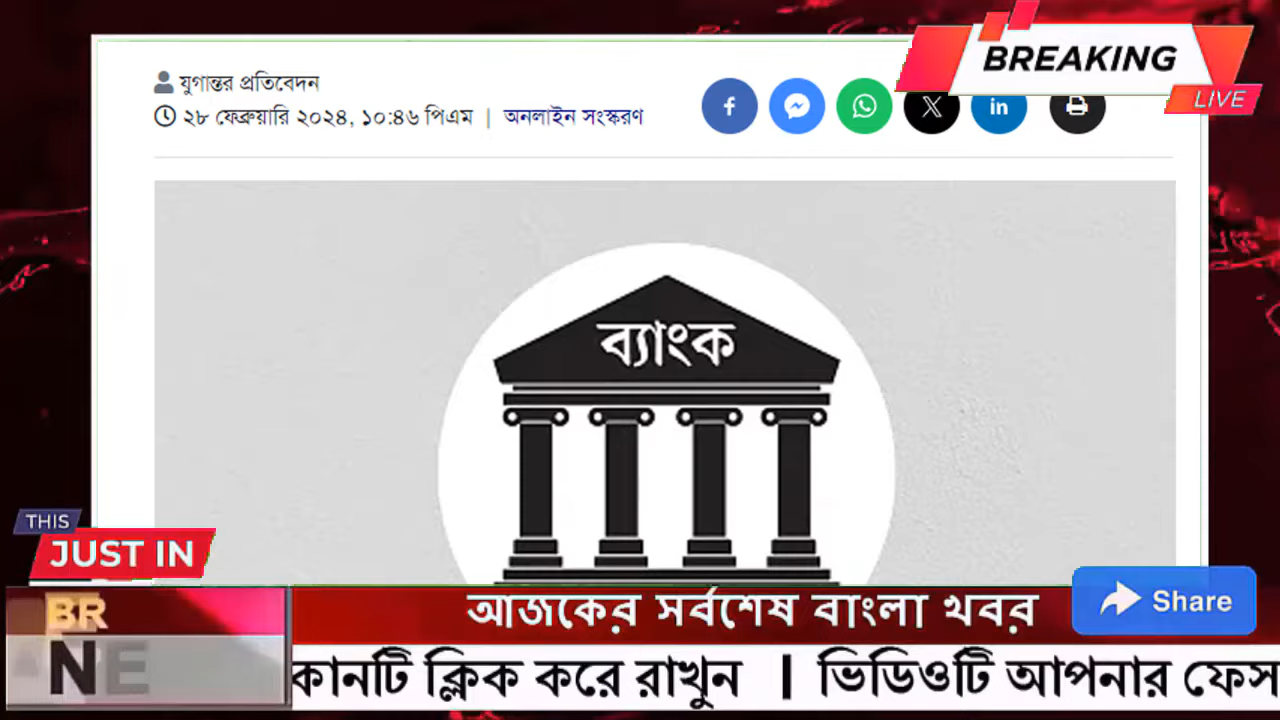 BREAKING
LIVE
যুগান্তর প্রতিবেদন
২৮ ফেব্রুয়ারি ২০২৪, ১০:৪৬ পিএম | অনলাইন সংস্করণ
ব্যাংক
THIS
JUST IN
BR
NE
আজকের সর্বশেষ বাংলা খবর
Share
কানটি ক্লিক করে রাখুন | ভিডিওটি আপনার ফেস